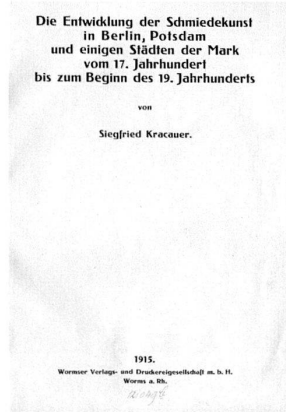 Die Entwicklung der Schmiedekunst
in Berlin, Potsdam
und einigen Städten der Mark
vom 17. Jahrhundert
bis zum Beginn des 19. Jahrhunderts
von
Siegfried Kracauer.
1915.
Wormser Verlags- und Druckereigesellschaft m. b. H.
Worms a. Rh.